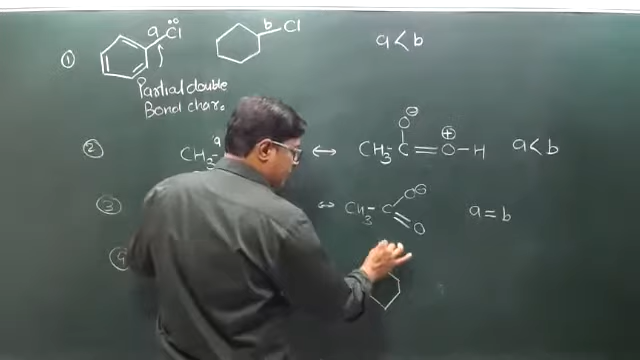 ① a Cl b Cl a < b
Partial double
Bond char.
② CH₃- a ↔ CH₃-C=O-H O⊖ ⊕ a < b
③ ↔ CH₃-C O⊖ O a = b
④